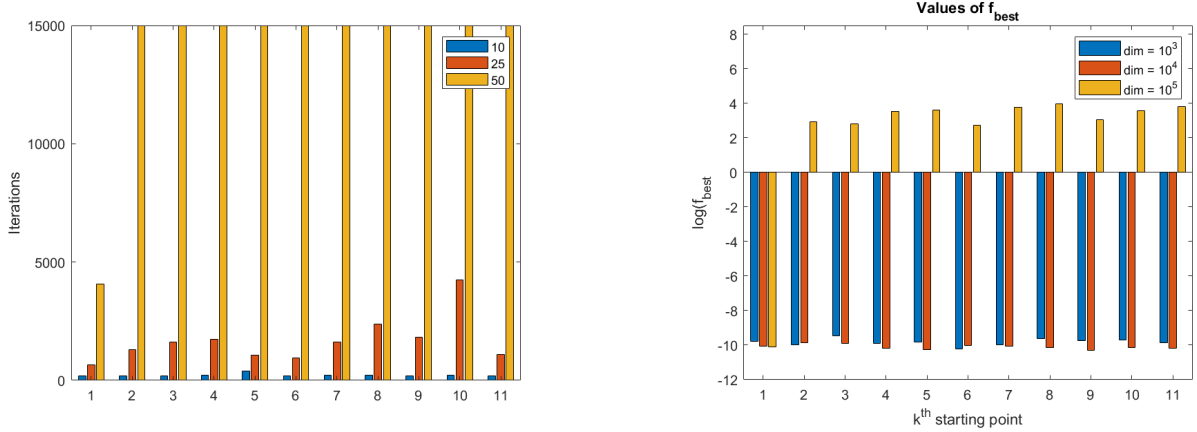 15000
10000
5000
0
Iterations
1 2 3 4 5 6 7 8 9 10 11
10
25
50
Values of f_best
8
6
4
2
0
-2
-4
-6
-8
-10
-12
log(f_best
1 2 3 4 5 6 7 8 9 10 11
k^th starting point
dim = 10^3
dim = 10^4
dim = 10^5